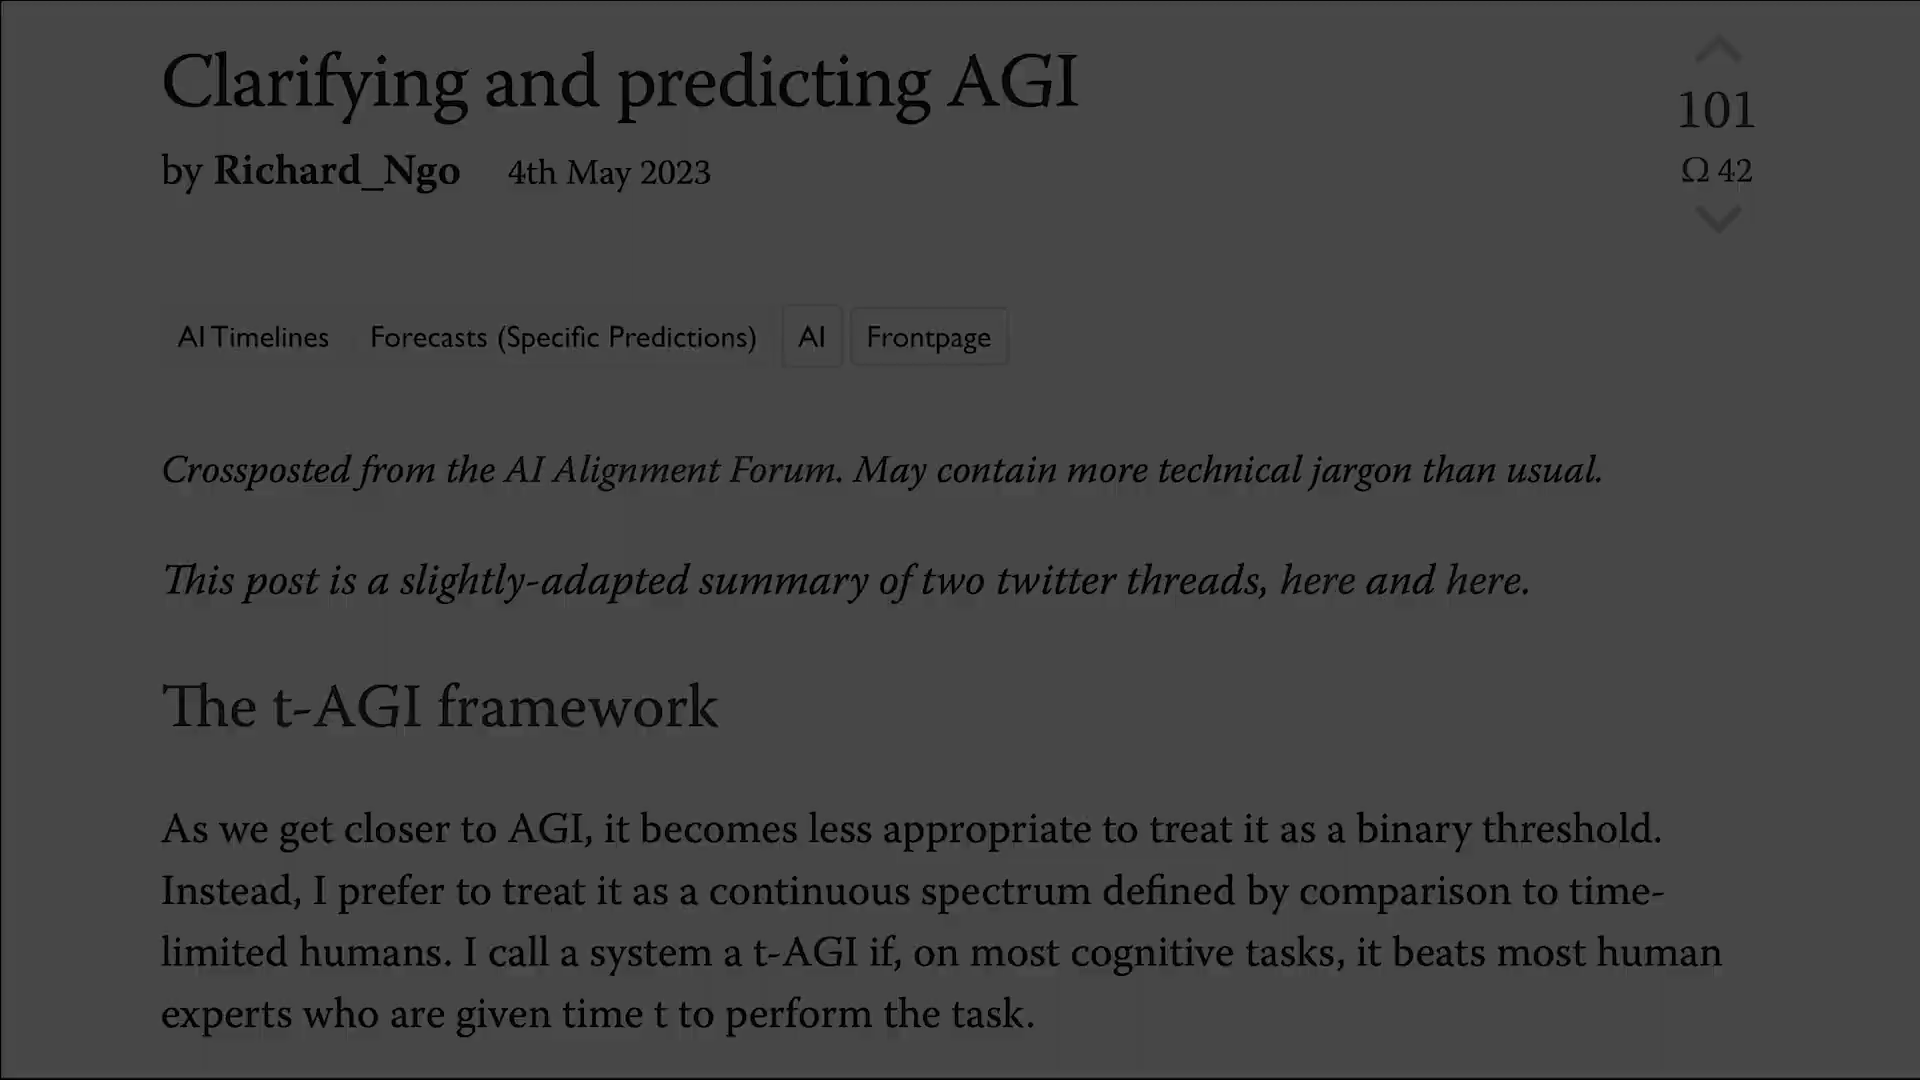 Clarifying and predicting AGI
101
by Richard_Ngo 4th May 2023
Ω 42
AI Timelines Forecasts (Specific Predictions) AI Frontpage
Crossposted from the AI Alignment Forum. May contain more technical jargon than usual.
This post is a slightly-adapted summary of two twitter threads, here and here.
The t-AGI framework
As we get closer to AGI, it becomes less appropriate to treat it as a binary threshold.
Instead, I prefer to treat it as a continuous spectrum defined by comparison to time-
limited humans. I call a system a t-AGI if, on most cognitive tasks, it beats most human
experts who are given time t to perform the task.